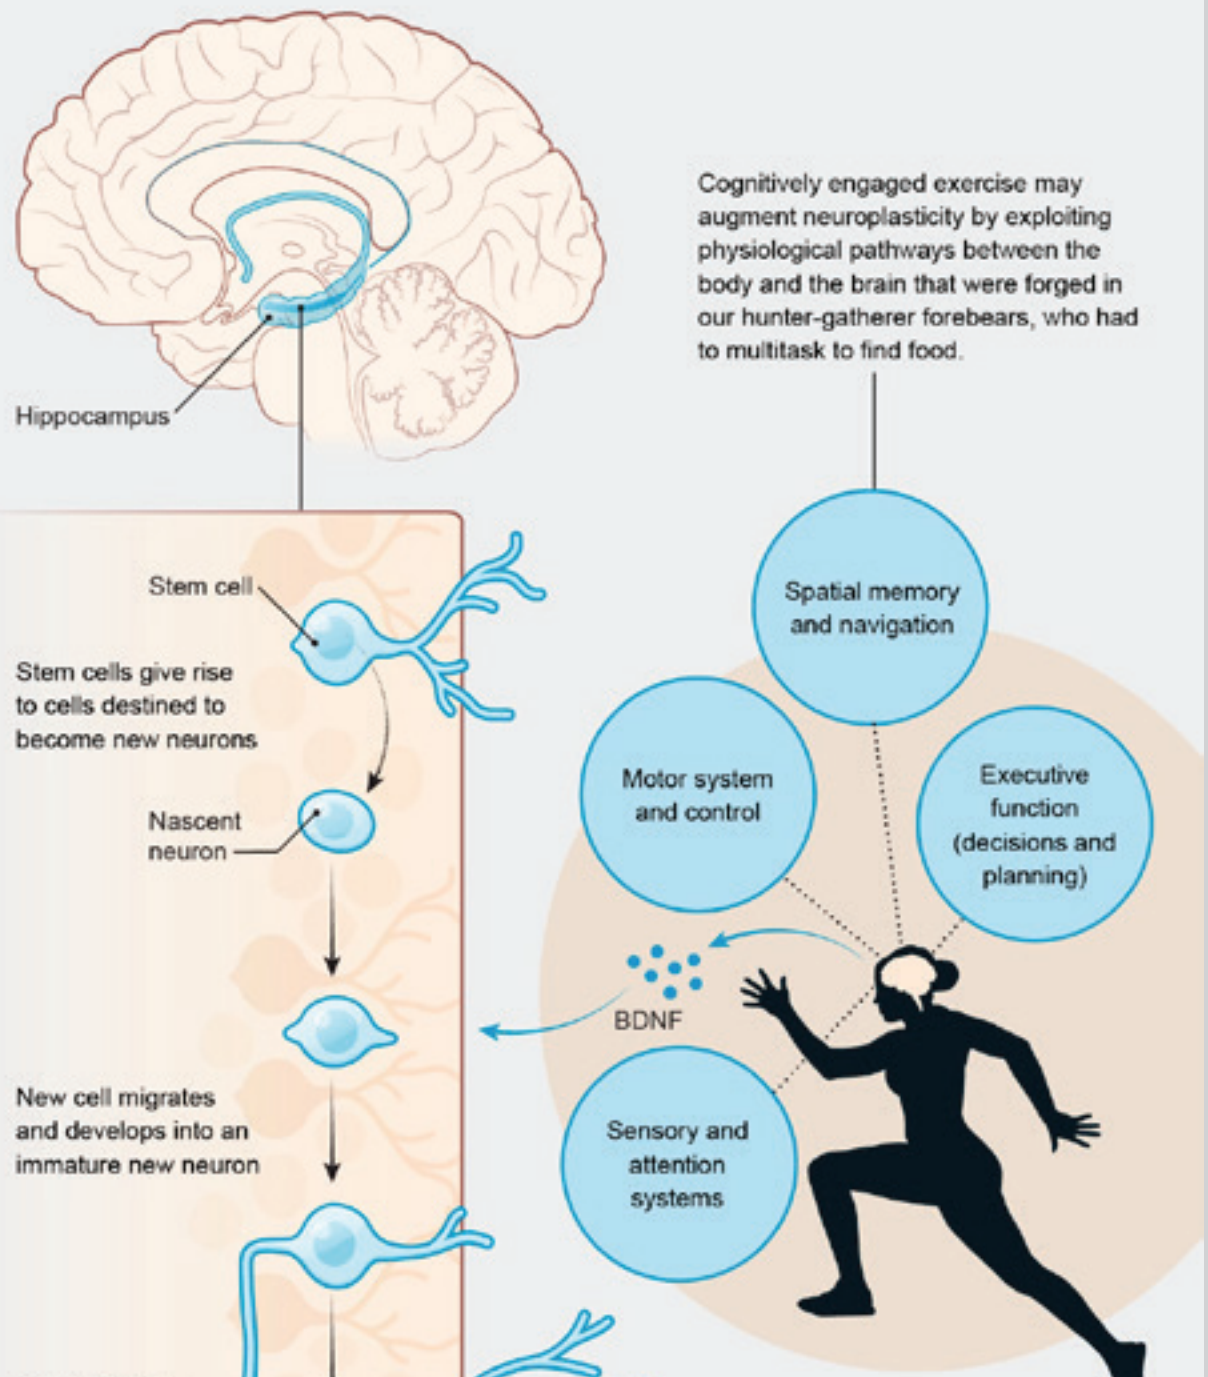 Cognitively engaged exercise may
augment neuroplasticity by exploiting
physiological pathways between the
body and the brain that were forged in
our hunter-gatherer forebears, who had
to multitask to find food.
Hippocampus
Stem cell
Stem cells give rise
to cells destined to
become new neurons
Nascent
neuron
New cell migrates
and develops into an
immature new neuron
Spatial memory
and navigation
Motor system
and control
Executive
function
(decisions and
planning)
BDNF
Sensory and
attention
systems